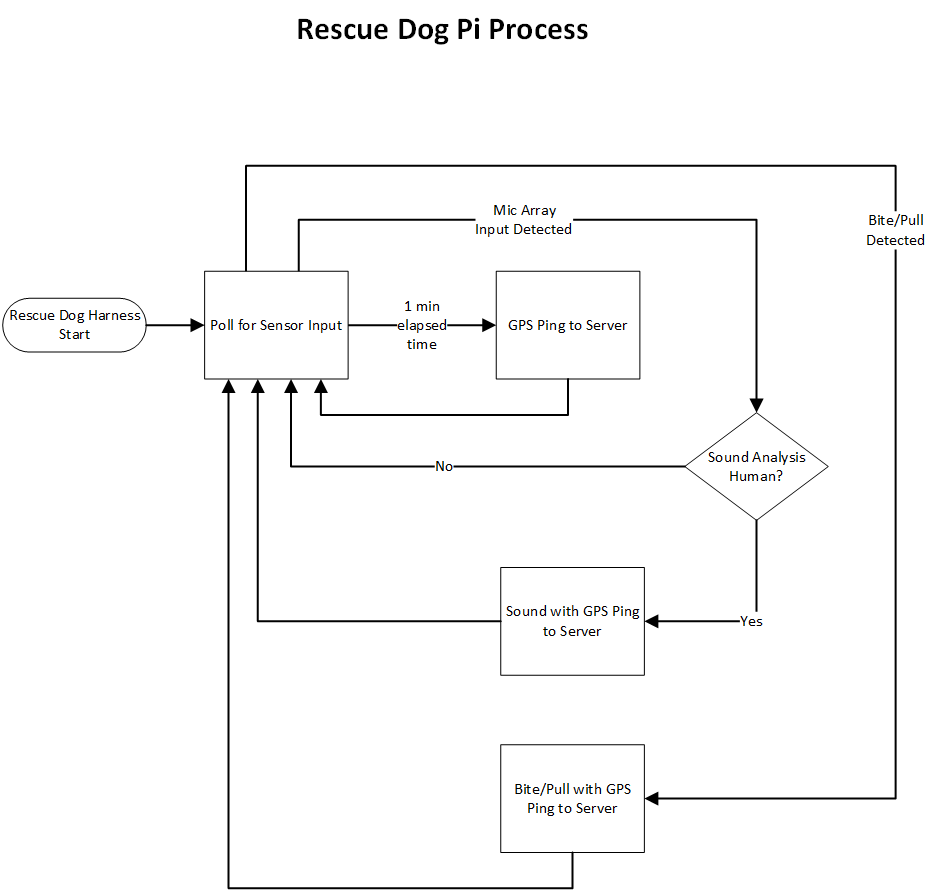 Rescue Dog Pi Process
Mic Array
Input Detected
Bite/Pull
Detected
Rescue Dog Harness
Start
Poll for Sensor Input
1 min
elapsed
time
GPS Ping to Server
Sound Analysis
Human?
No
Sound with GPS Ping
to Server
Yes
Bite/Pull with GPS
Ping to Server